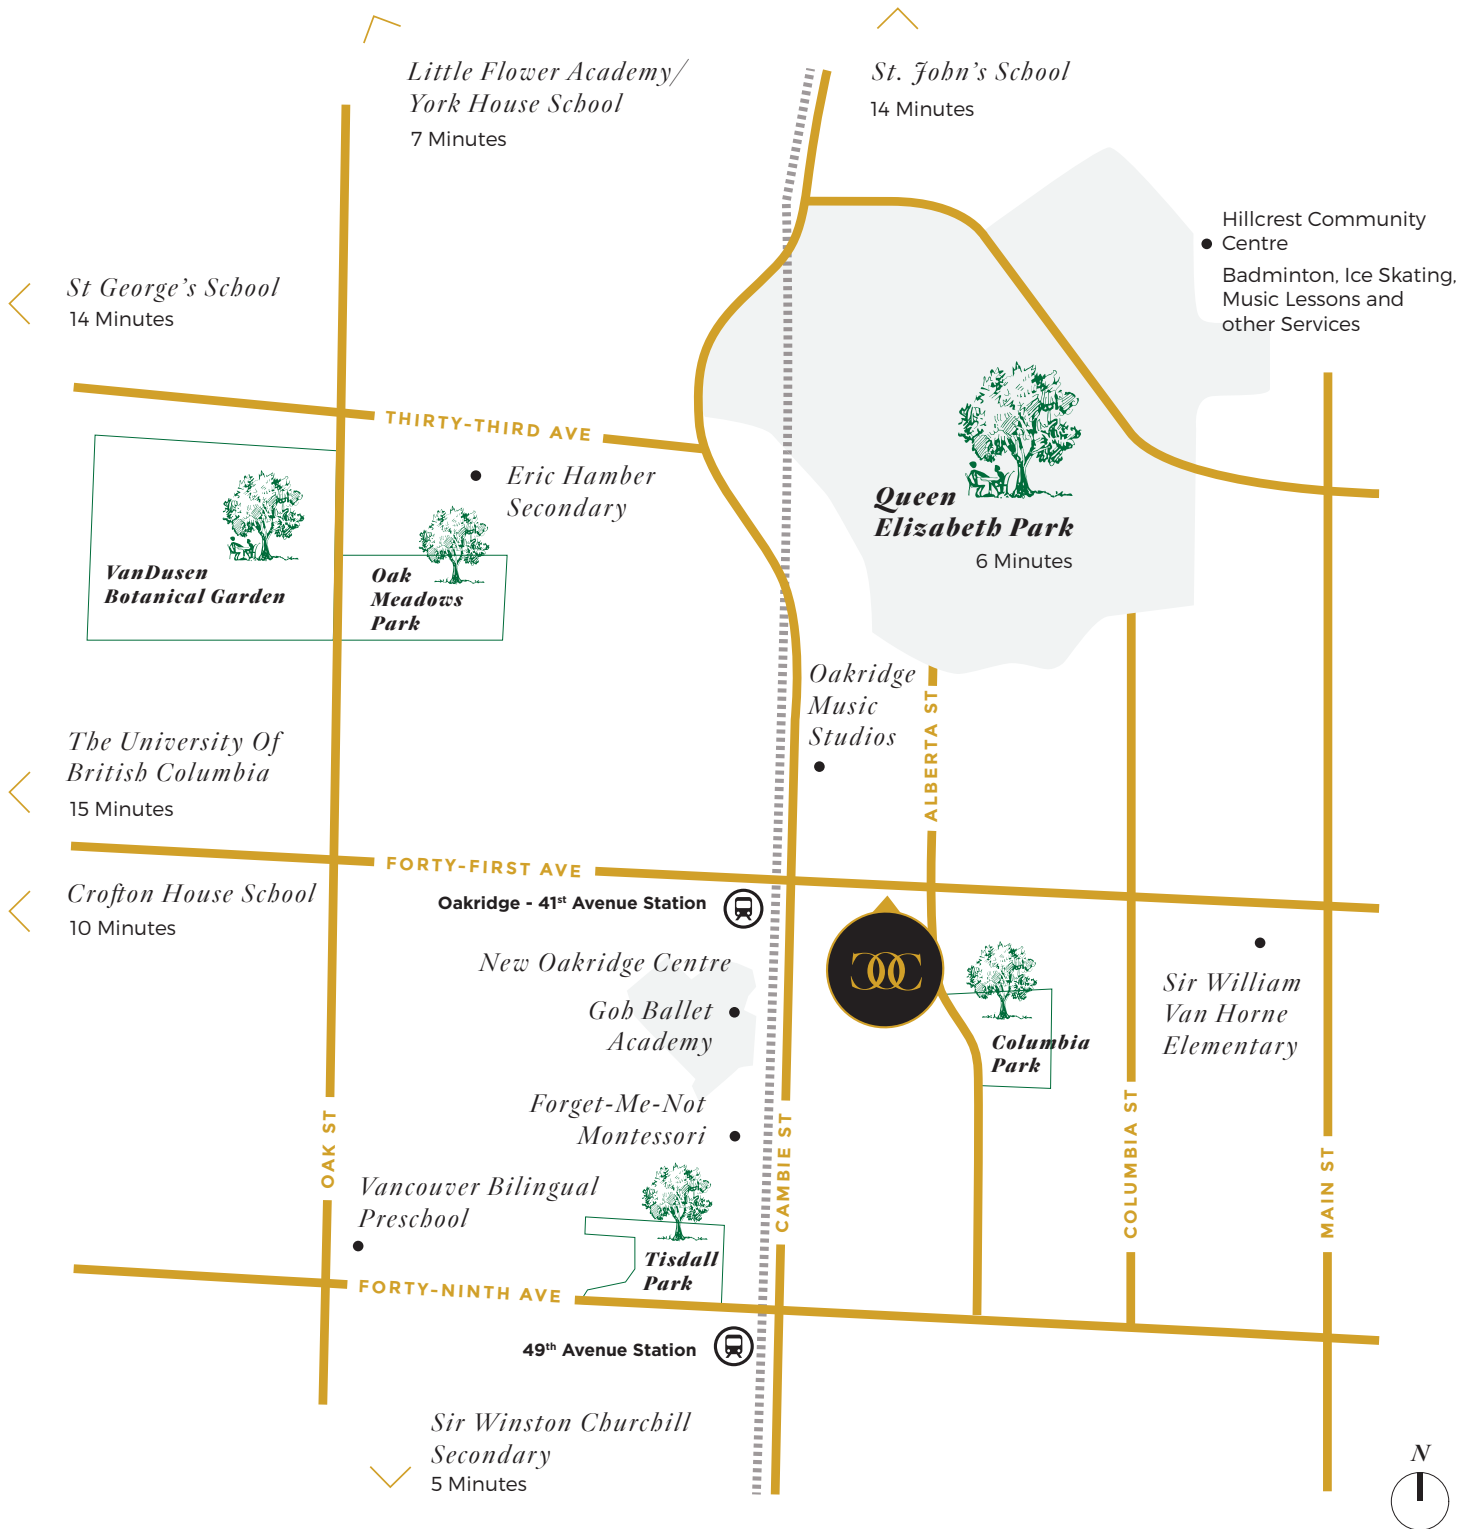 Little Flower Academy/
York House School
7 Minutes
St. John's School
14 Minutes
Hillcrest Community
Centre
Badminton, Ice Skating,
Music Lessons and
other Services
St George's School
14 Minutes
THIRTY-THIRD AVE
Eric Hamber
Secondary
Queen
Elizabeth Park
6 Minutes
VanDusen
Botanical Garden
Oak
Meadows
Park
Oakridge
Music
Studios
ALBERTA ST
The University Of
British Columbia
15 Minutes
FORTY-FIRST AVE
Crofton House School
10 Minutes
Oakridge - 41st Avenue Station
New Oakridge Centre
Goh Ballet
Academy
Columbia
Park
Sir William
Van Horne
Elementary
Forget-Me-Not
Montessori
OAK ST
CAMBIE ST
COLUMBIA ST
MAIN ST
Vancouver Bilingual
Preschool
Tisdall
Park
FORTY-NINTH AVE
49th Avenue Station
Sir Winston Churchill
Secondary
5 Minutes
N